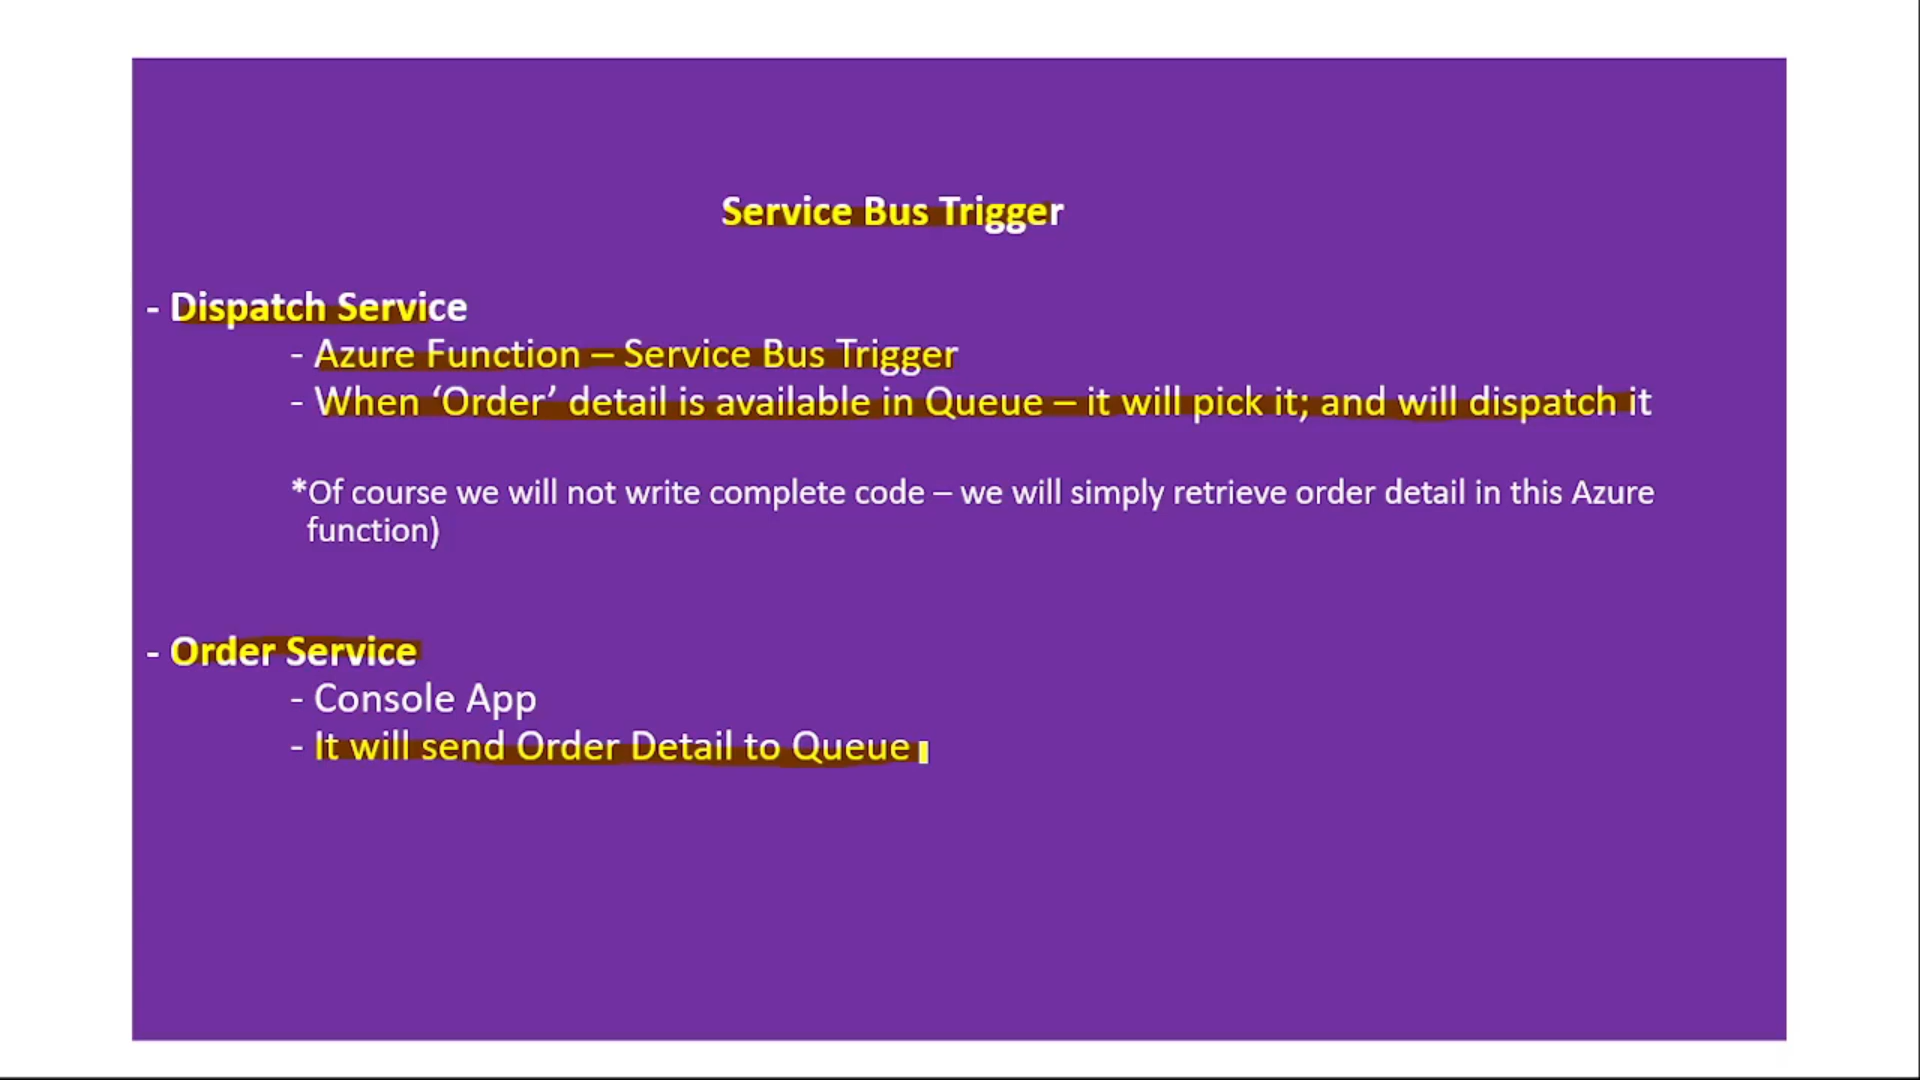 Service Bus Trigger
- Dispatch Service
- Azure Function – Service Bus Trigger
- When ‘Order’ detail is available in Queue – it will pick it; and will dispatch it
*Of course we will not write complete code – we will simply retrieve order detail in this Azure
function)
- Order Service
- Console App
- It will send Order Detail to Queue